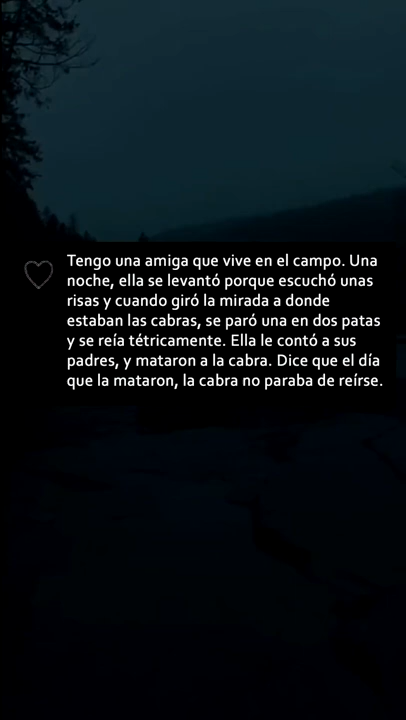 Tengo una amiga que vive en el campo. Una
noche, ella se levantó porque escuchó unas
risas y cuando giró la mirada a donde
estaban las cabras, se paró una en dos patas
y se reía tétricamente. Ella le contó a sus
padres, y mataron a la cabra. Dice que el día
que la mataron, la cabra no paraba de reírse.